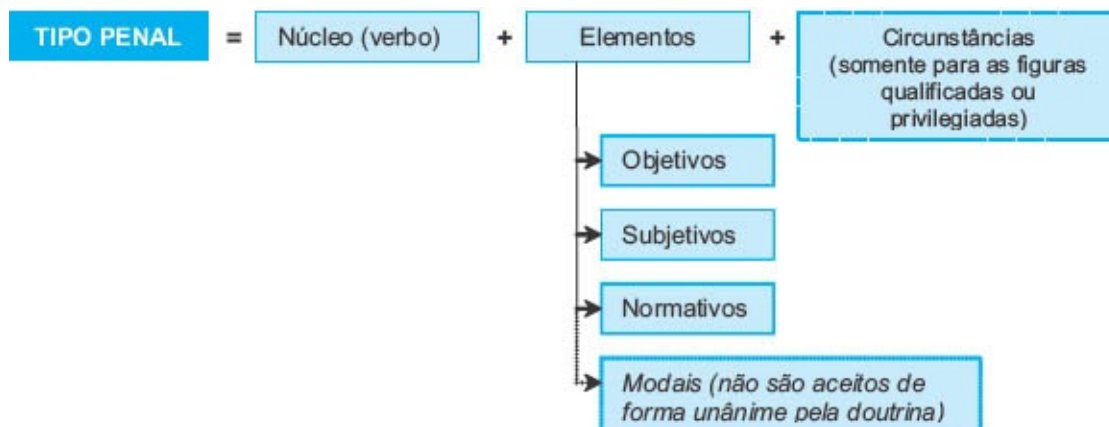 TIPO PENAL = Núcleo (verbo) + Elementos + Circunstâncias
(somente para as figuras
qualificadas ou
privilegiadas)
Objetivos
Subjetivos
Normativos
Modais (não são aceitos de
forma unânime pela doutrina)